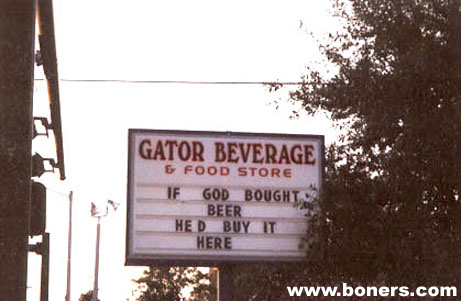 GATOR BEVERAGE
& FOOD STORE
IF GOD BOUGHT
BEER
HE'D BUY IT
HERE
www.boners.com